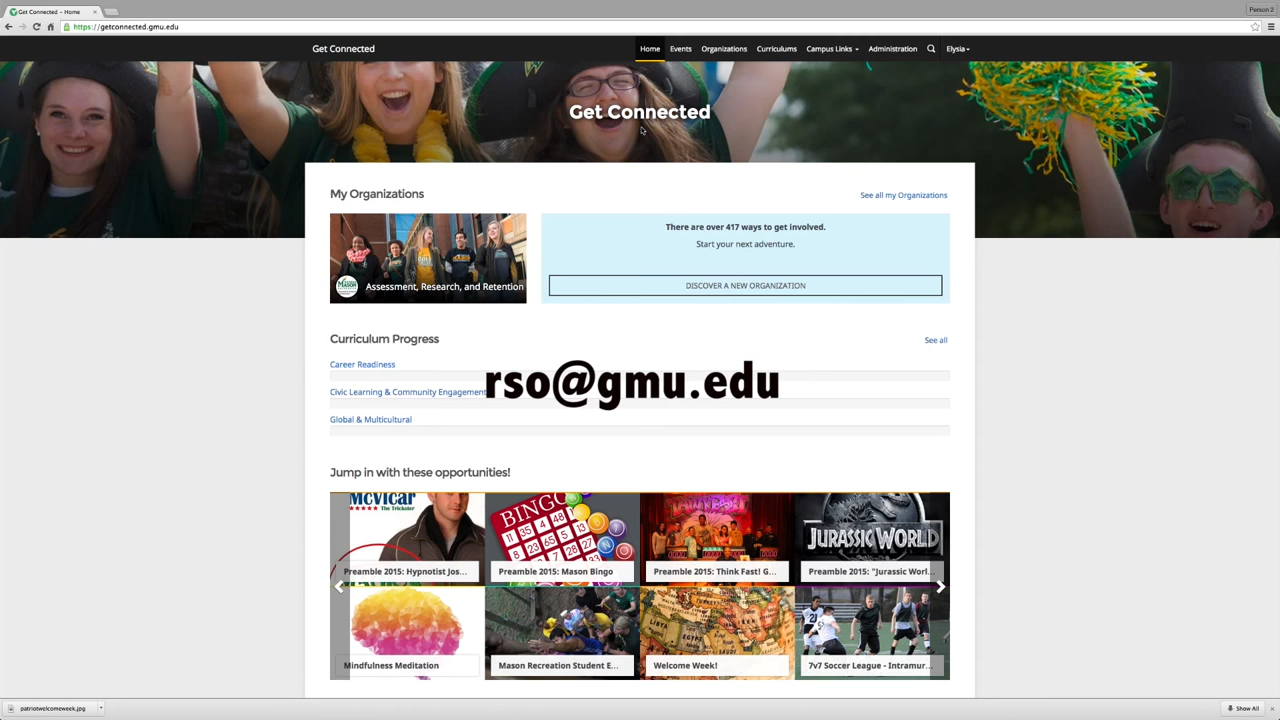 Get Connected - Home
Person 2
https://getconnected.gmu.edu
Get Connected
Home
Events
Organizations
Curriculums
Campus Links
Administration
Elysia
Get Connected
My Organizations
See all my Organizations
Assessment, Research, and Retention
There are over 417 ways to get involved.
Start your next adventure.
DISCOVER A NEW ORGANIZATION
Curriculum Progress
See all
Career Readiness
Civic Learning & Community Engagement
Global & Multicultural
rso@gmu.edu
Jump in with these opportunities!
McVicar
The Trickster
Preamble 2015: Hypnotist Jos...
BINGO
Preamble 2015: Mason Bingo
Preamble 2015: Think Fast! G...
JURASSIC WORLD
Preamble 2015: "Jurassic Worl...
Mindfulness Meditation
Mason Recreation Student E...
LIBYA
EGYPT
SAUDI
Welcome Week!
7v7 Soccer League - Intramur...
patriotwelcomeweek.jpg
Show All